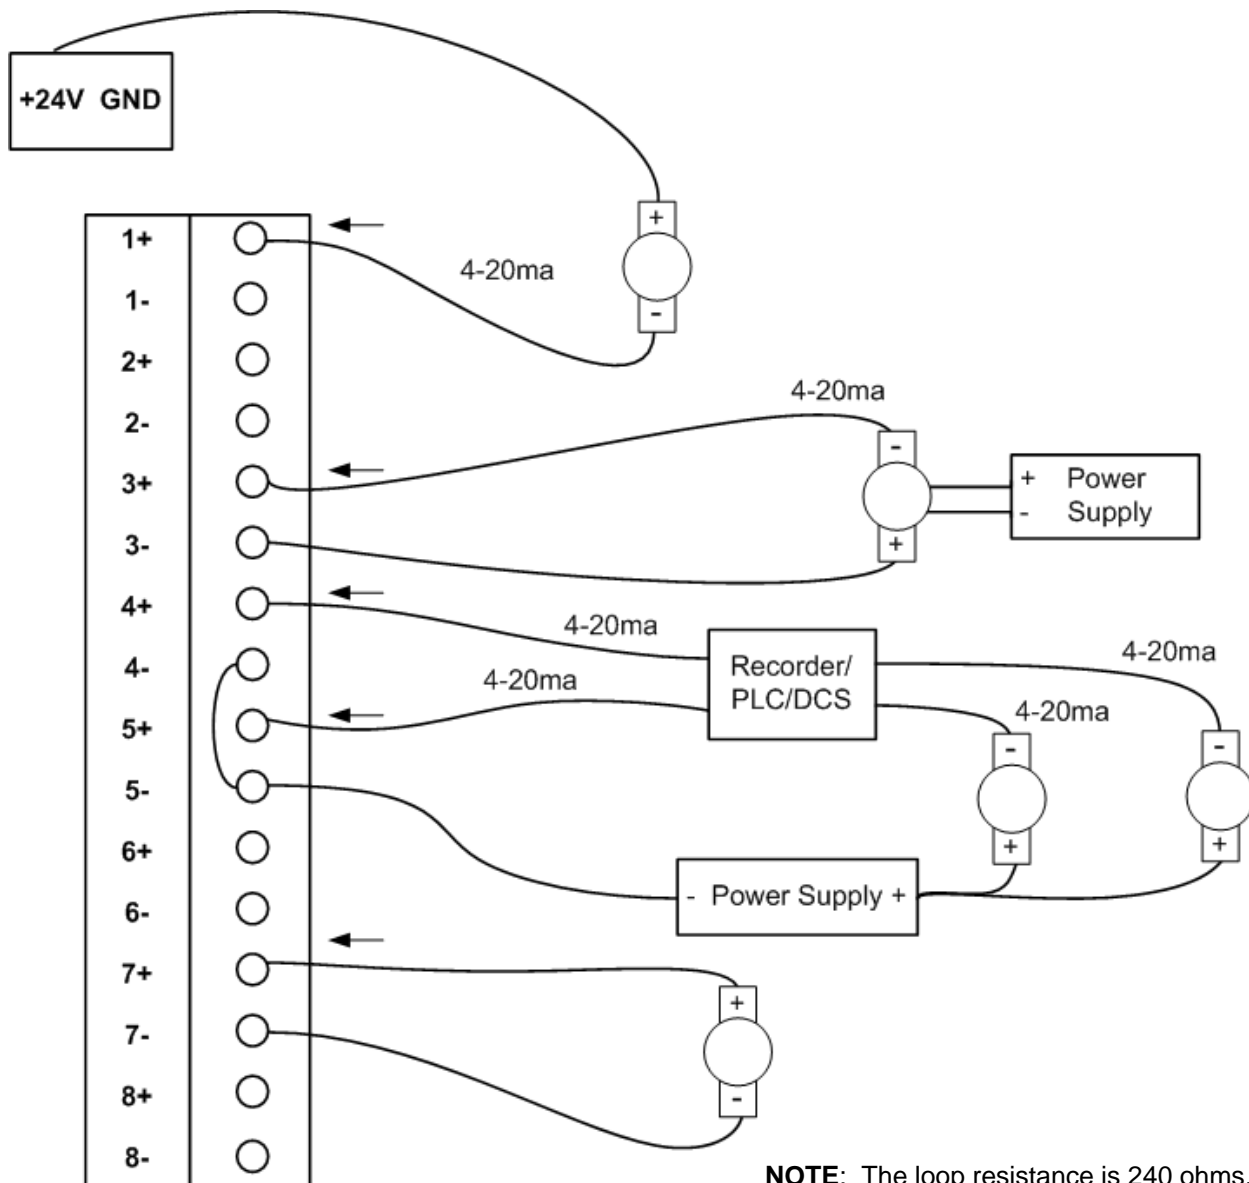 +24V GND
1+
1-
2+
2-
3+
3-
4+
4-
5+
5-
6+
6-
7+
7-
8+
8-
+
4-20ma
-
4-20ma
-
+
+ Power
- Supply
4-20ma
Recorder/
PLC/DCS
4-20ma
4-20ma
4-20ma
-
+
-
+
- Power Supply +
+
-
NOTE: The loop resistance is 240 ohms.